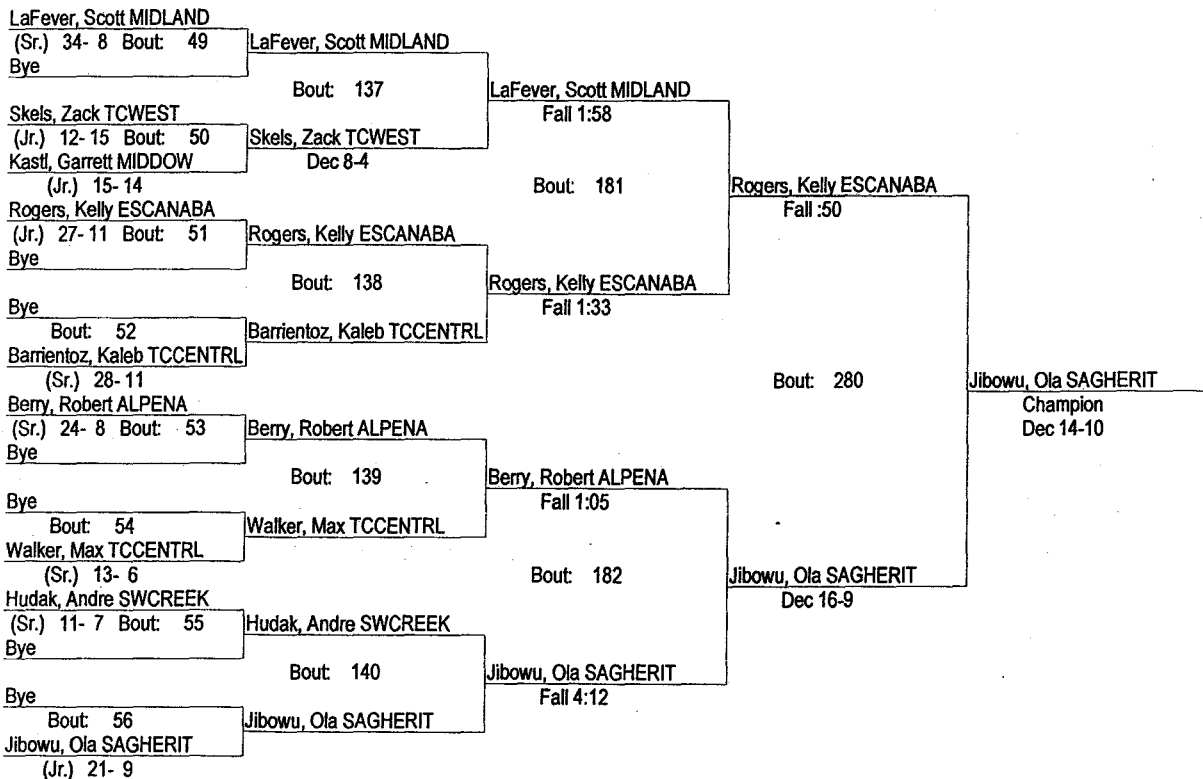 LaFever, Scott MIDLAND
(Sr.) 34- 8 Bout: 49
Bye
Skels, Zack TCWEST
(Jr.) 12- 15 Bout: 50
Kastl, Garrett MIDDOW
(Jr.) 15- 14
Rogers, Kelly ESCANABA
(Jr.) 27- 11 Bout: 51
Bye
Bye
Bout: 52
Barrientoz, Kaleb TCCENTRL
(Sr.) 28- 11
Berry, Robert ALPENA
(Sr.) 24- 8 Bout: 53
Bye
Bye
Bout: 54
Walker, Max TCCENTRL
(Sr.) 13- 6
Hudak, Andre SWCREEK
(Sr.) 11- 7 Bout: 55
Bye
Bye
Bout: 56
Jibowu, Ola SAGHERIT
(Jr.) 21- 9
LaFever, Scott MIDLAND
Bout: 137
Skels, Zack TCWEST
Dec 8-4
Rogers, Kelly ESCANABA
Bout: 138
Barrientoz, Kaleb TCCENTRL
Berry, Robert ALPENA
Bout: 139
Walker, Max TCCENTRL
Hudak, Andre SWCREEK
Bout: 140
Jibowu, Ola SAGHERIT
LaFever, Scott MIDLAND
Fall 1:58
Bout: 181
Rogers, Kelly ESCANABA
Fall 1:33
Berry, Robert ALPENA
Fall 1:05
Bout: 182
Jibowu, Ola SAGHERIT
Fall 4:12
Rogers, Kelly ESCANABA
Fall :50
Bout: 280
Jibowu, Ola SAGHERIT
Dec 16-9
Jibowu, Ola SAGHERIT
Champion
Dec 14-10